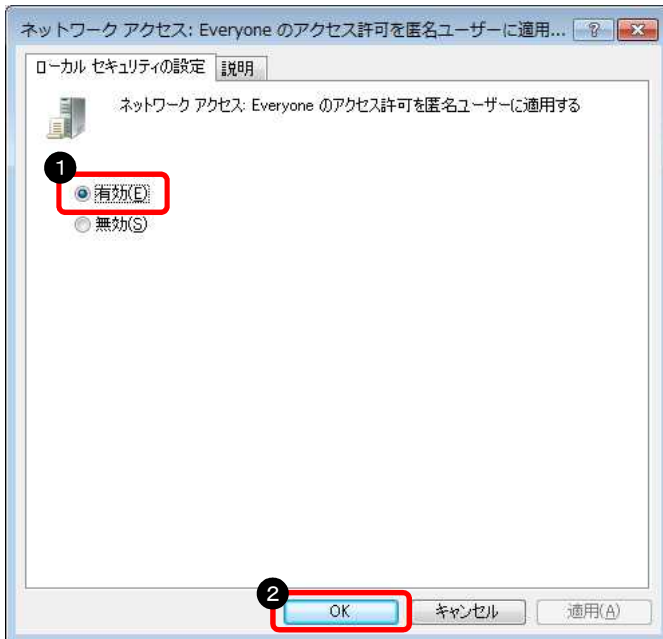 ネットワーク アクセス: Everyone のアクセス許可を匿名ユーザーに適用...
ローカル セキュリティの設定 説明
ネットワーク アクセス: Everyone のアクセス許可を匿名ユーザーに適用する
1
有効(E)
無効(S)
2
OK キャンセル 適用(A)